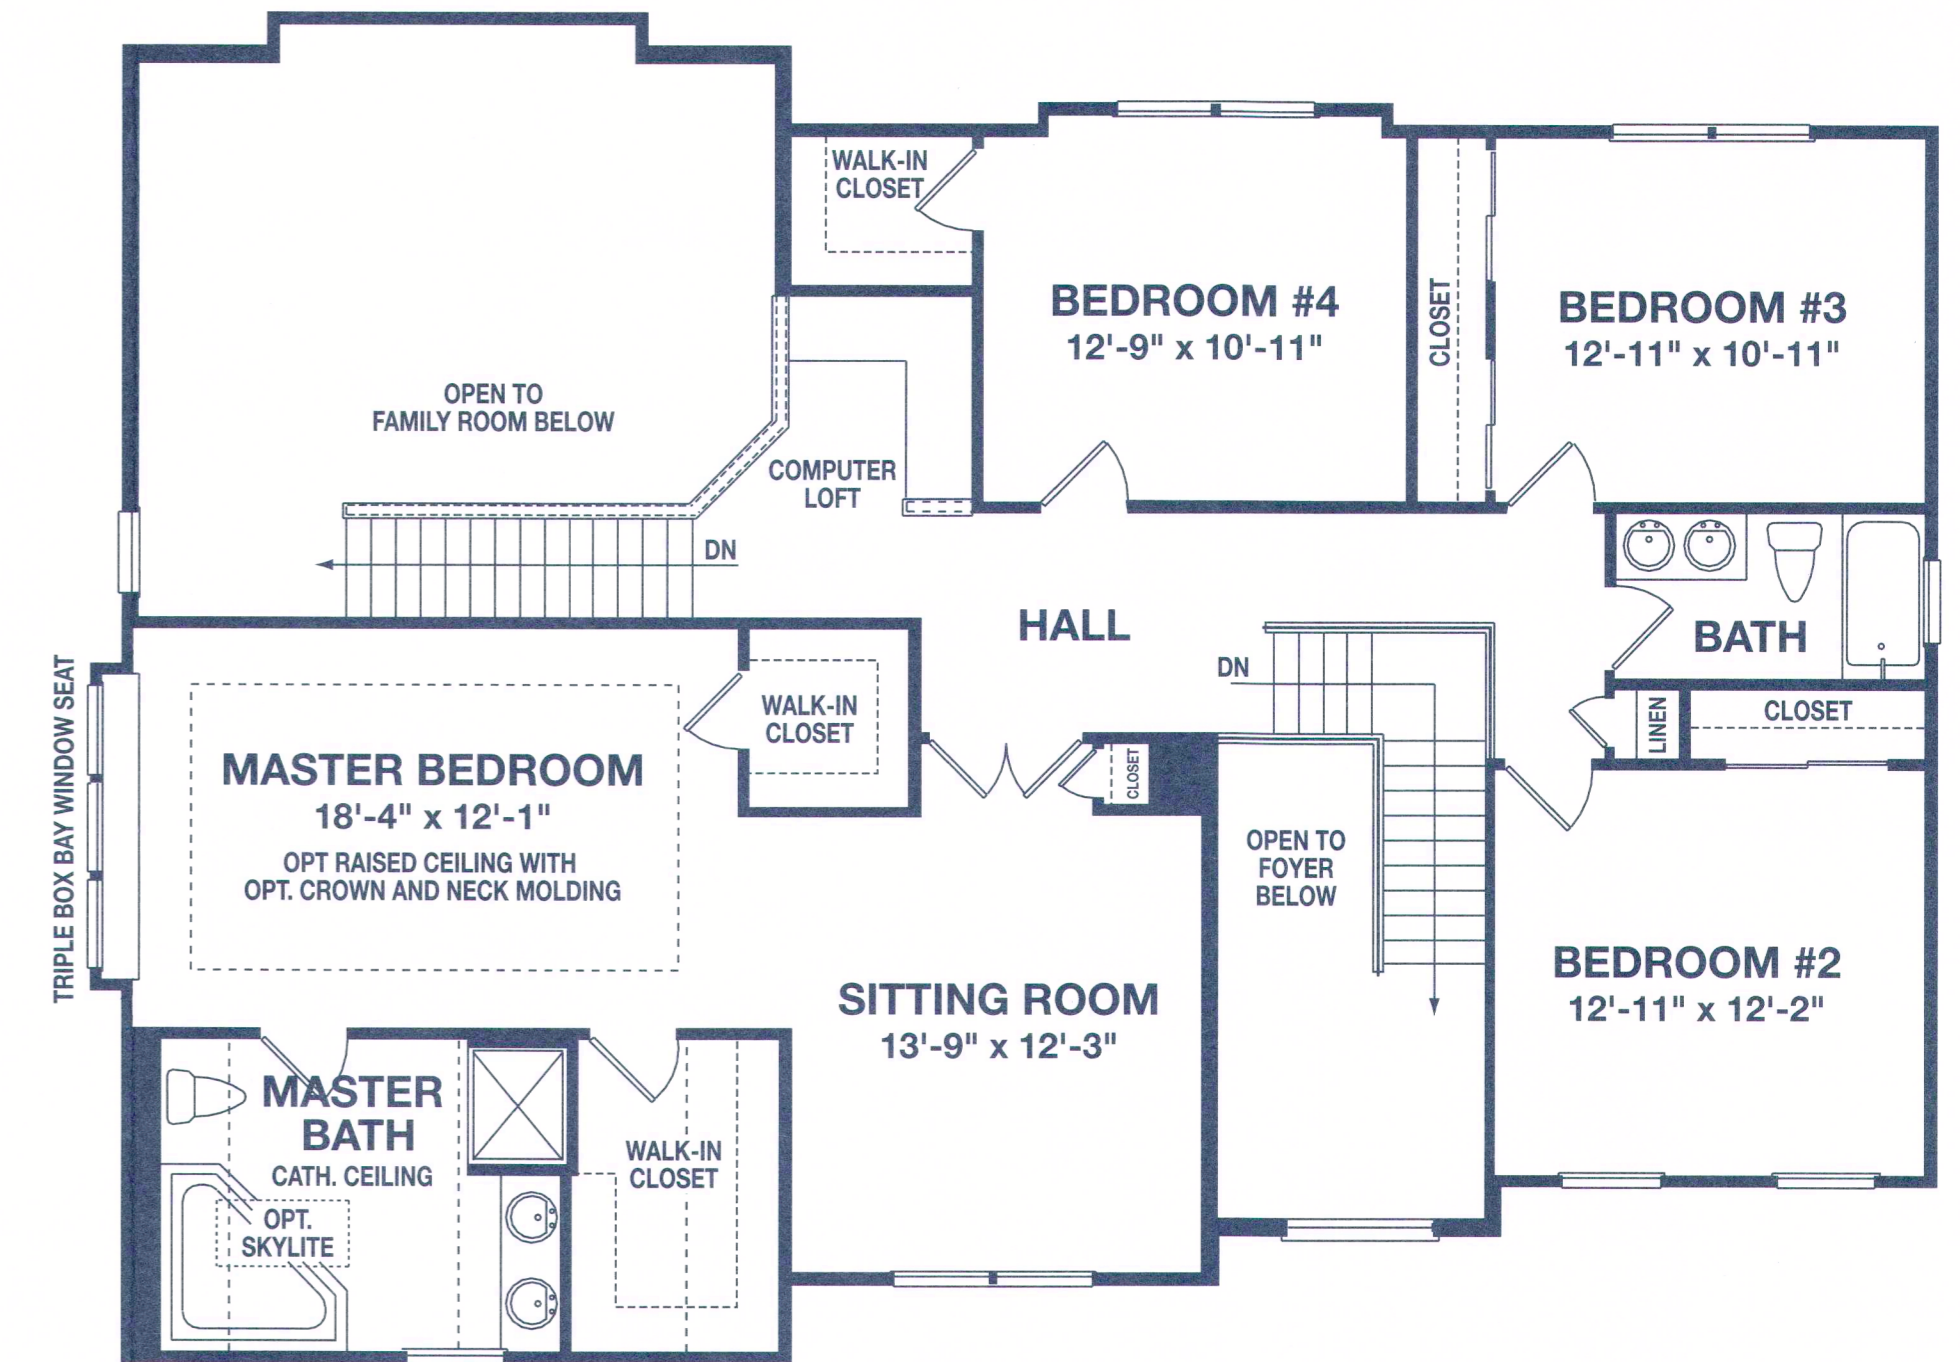 WALK-IN
CLOSET
BEDROOM #4
12'-9" x 10'-11"
CLOSET
BEDROOM #3
12'-11" x 10'-11"
OPEN TO
FAMILY ROOM BELOW
COMPUTER
LOFT
DN
HALL
BATH
DN
LINEN
CLOSET
TRIPLE BOX BAY WINDOW SEAT
WALK-IN
CLOSET
MASTER BEDROOM
18'-4" x 12'-1"
OPT RAISED CEILING WITH
OPT. CROWN AND NECK MOLDING
CLOSET
OPEN TO
FOYER
BELOW
SITTING ROOM
13'-9" x 12'-3"
BEDROOM #2
12'-11" x 12'-2"
MASTER
BATH
CATH. CEILING
OPT.
SKYLITE
WALK-IN
CLOSET